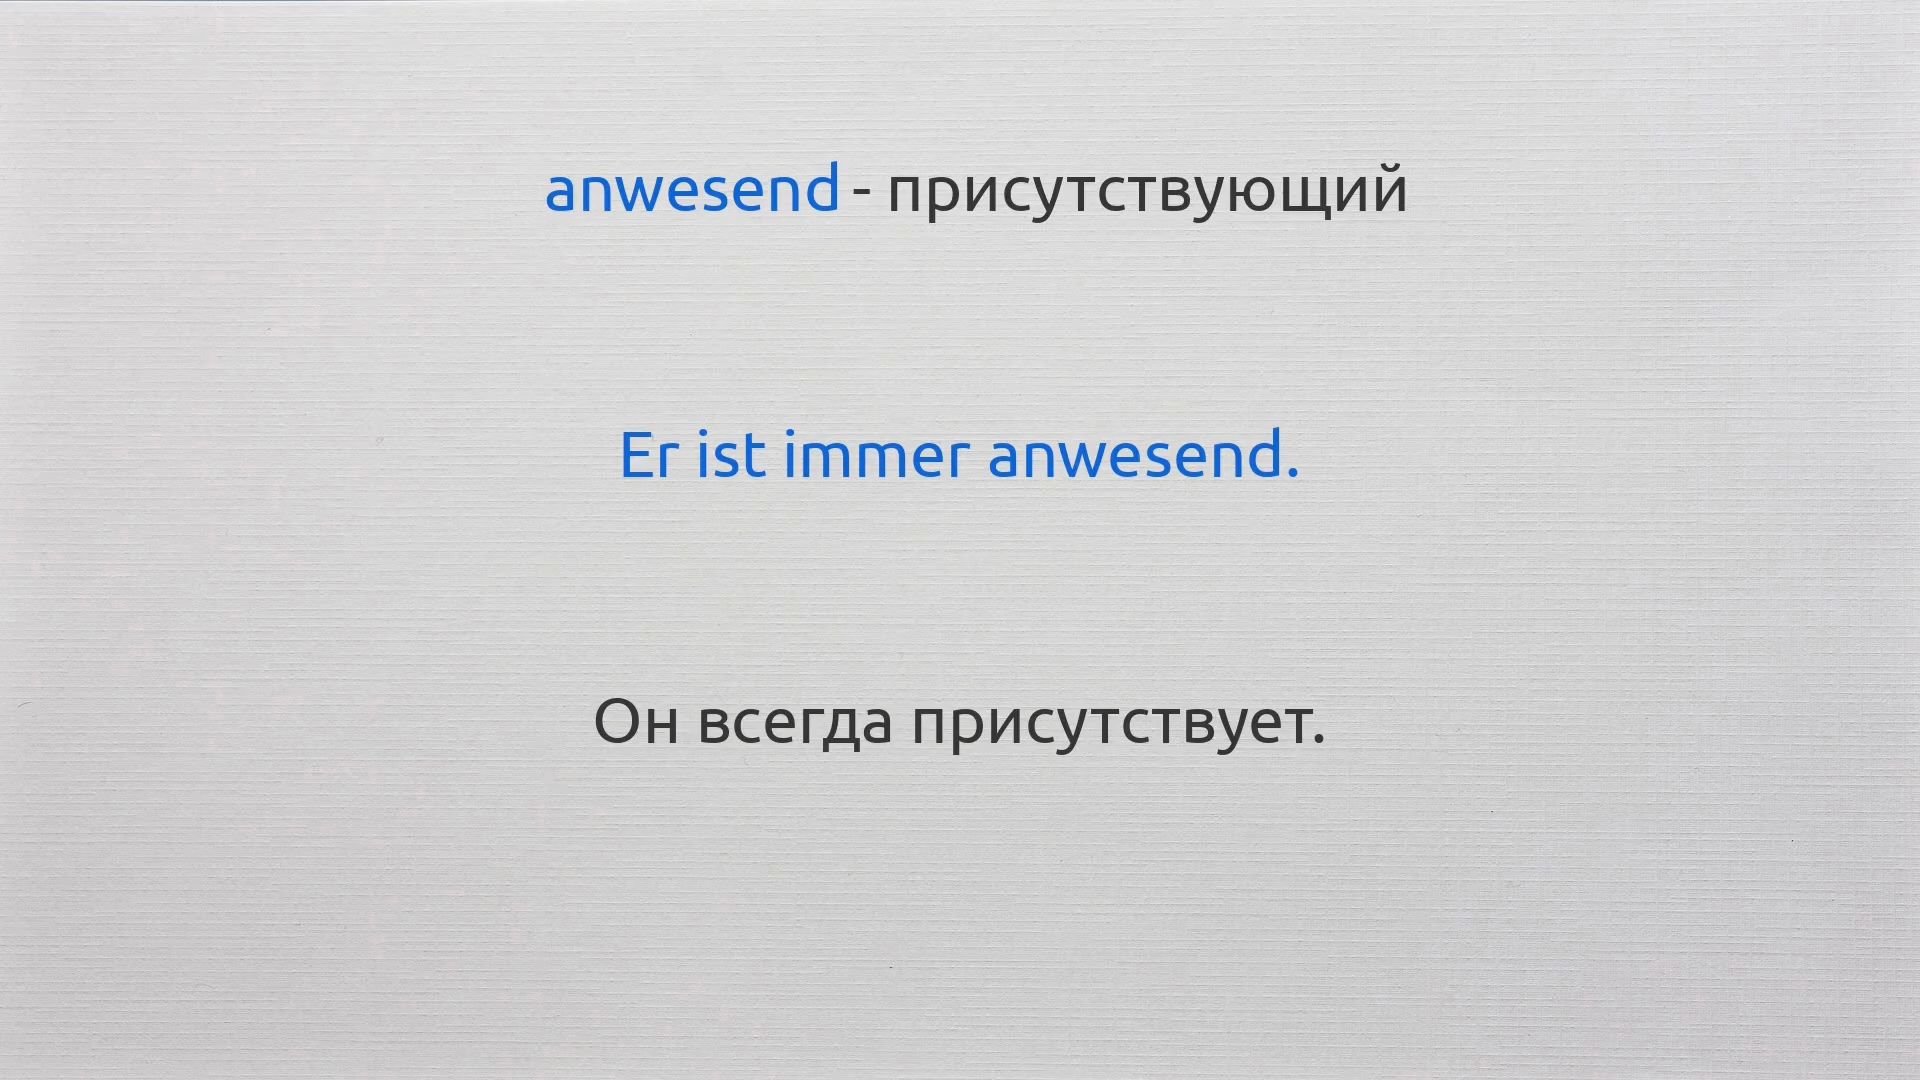 anwesend - присутствующий
Er ist immer anwesend.
Он всегда присутствует.